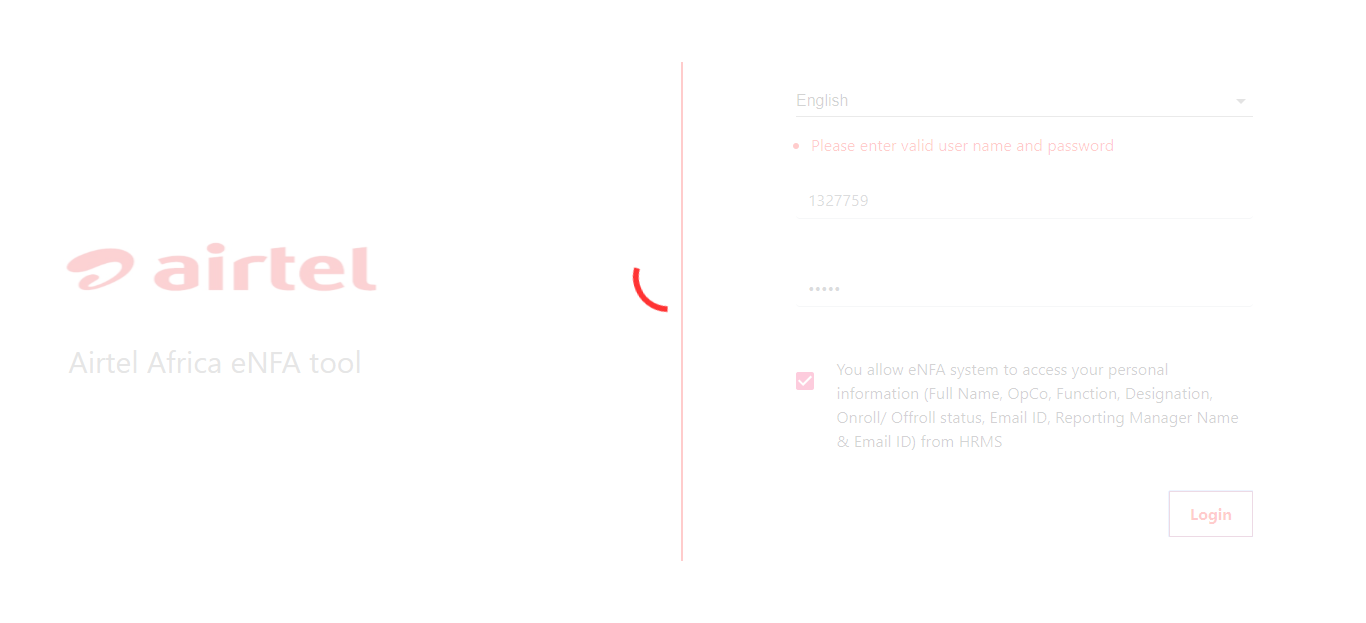 airtel
Airtel Africa eNFA tool
English
Please enter valid user name and password
1327759
•••••
You allow eNFA system to access your personal
information (Full Name, OpCo, Function, Designation,
Onroll/ Offroll status, Email ID, Reporting Manager Name
& Email ID) from HRMS
Login